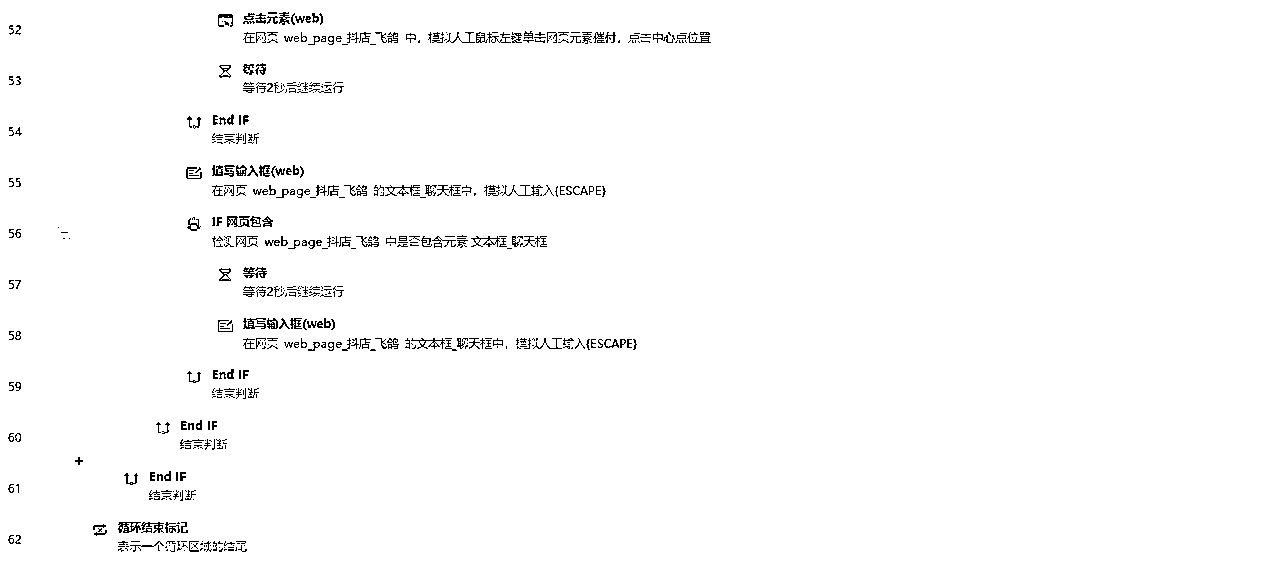 52
点击元素(web)
在网页 web_page_抖店_飞鸽 中，模拟人工鼠标左键单击网页元素催付，点击中心点位置
53
等待
等待2秒后继续运行
54
End IF
结束判断
55
填写输入框(web)
在网页 web_page_抖店_飞鸽 的文本框_聊天框中，模拟人工输入{ESCAPE}
56
IF 网页包含
检测网页 web_page_抖店_飞鸽 中是否包含元素 文本框_聊天框
57
等待
等待2秒后继续运行
58
填写输入框(web)
在网页 web_page_抖店_飞鸽 的文本框_聊天框中，模拟人工输入{ESCAPE}
59
End IF
结束判断
60
End IF
结束判断
61
End IF
结束判断
62
循环结束标记
表示一个循环区域的结尾